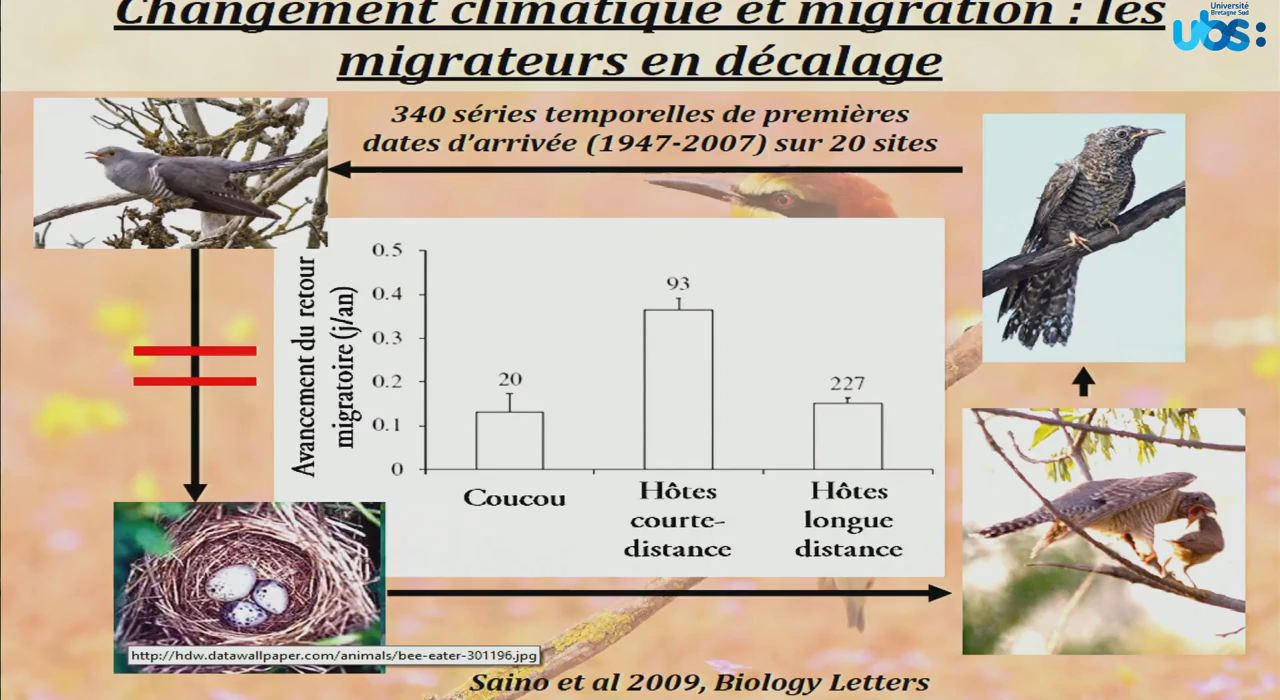 Changement climatique et migration : les
migrateurs en décalage
Université
Bretagne Sud
ubs:
340 séries temporelles de premières
dates d'arrivée (1947-2007) sur 20 sites
Avancement du retour
migratoire (j/an)
0.5
0.4
0.3
0.2
0.1
0
20
93
227
Coucou
Hôtes
courte-
distance
Hôtes
longue
distance
http://hdw.datawallpaper.com/animals/bee-eater-301196.jpg
Saino et al 2009, Biology Letters